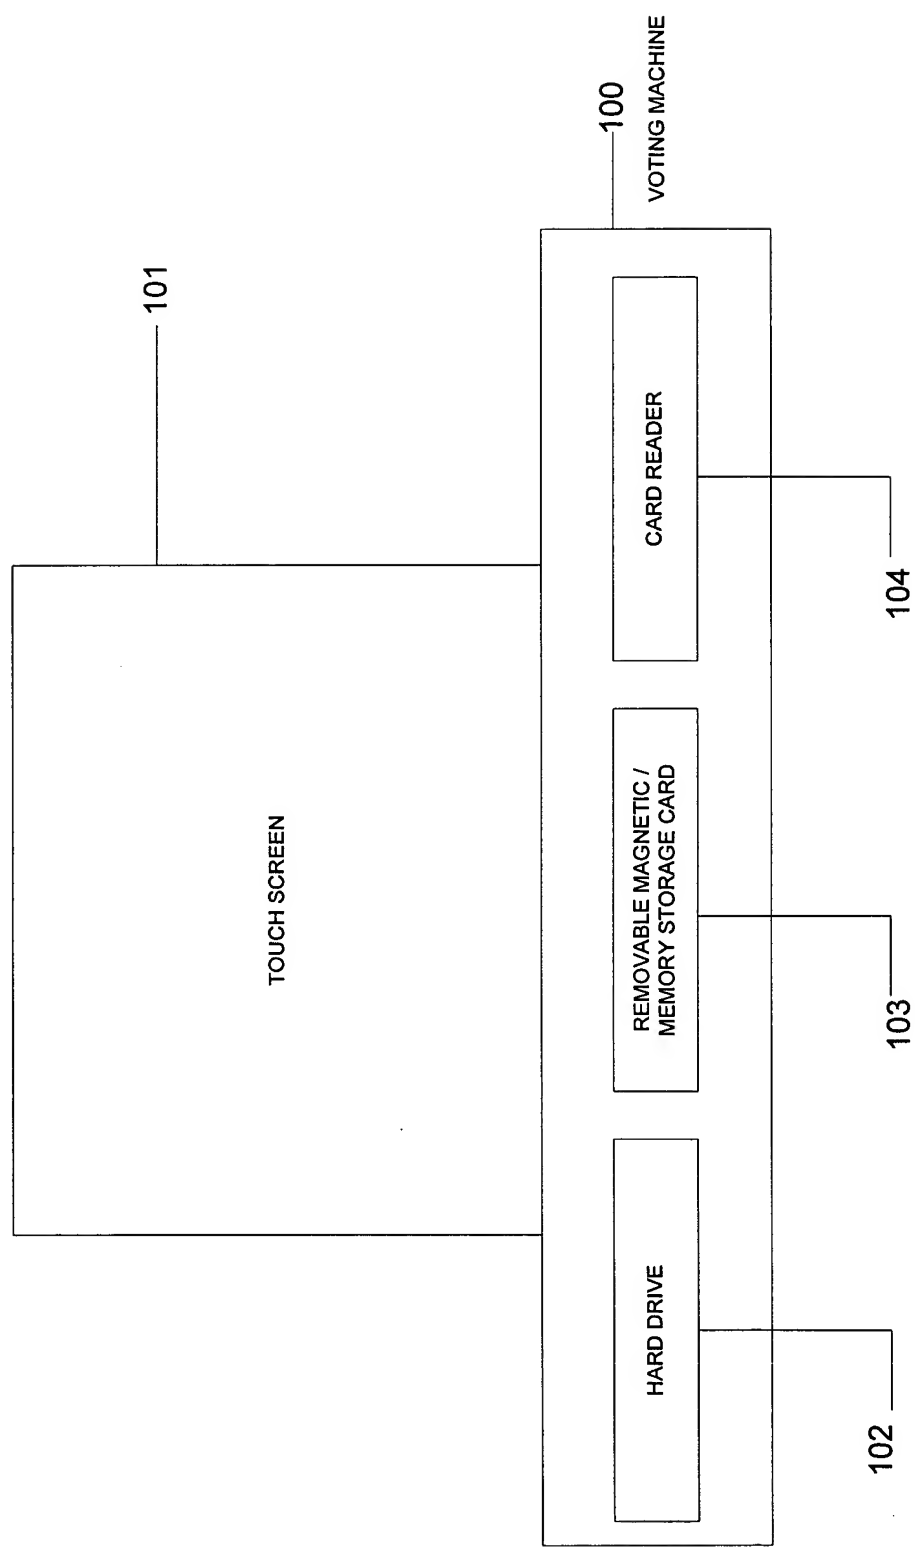 101
TOUCH SCREEN
100
VOTING MACHINE
HARD DRIVE
REMOVABLE MAGNETIC /
MEMORY STORAGE CARD
CARD READER
102
103
104